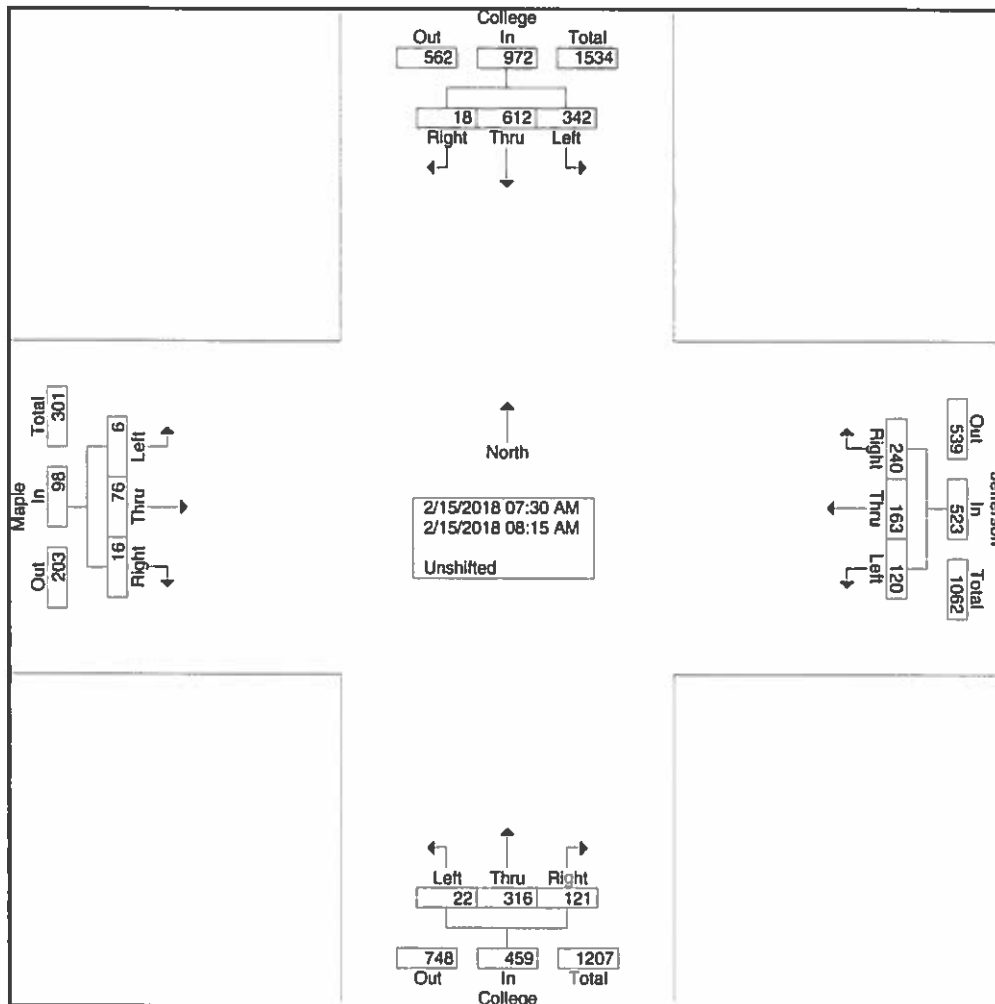 College
Out In Total
562 972 1534
18 612 342
Right Thru Left
Maple
Total In Out
301 98 203
6 76 16
Left Thru Right
North
2/15/2018 07:30 AM
2/15/2018 08:15 AM
Unshifted
Right Thru Left
240 163 120
Out In Total
539 523 1062
Left Thru Right
22 316 121
748 459 1207
Out In Total
College